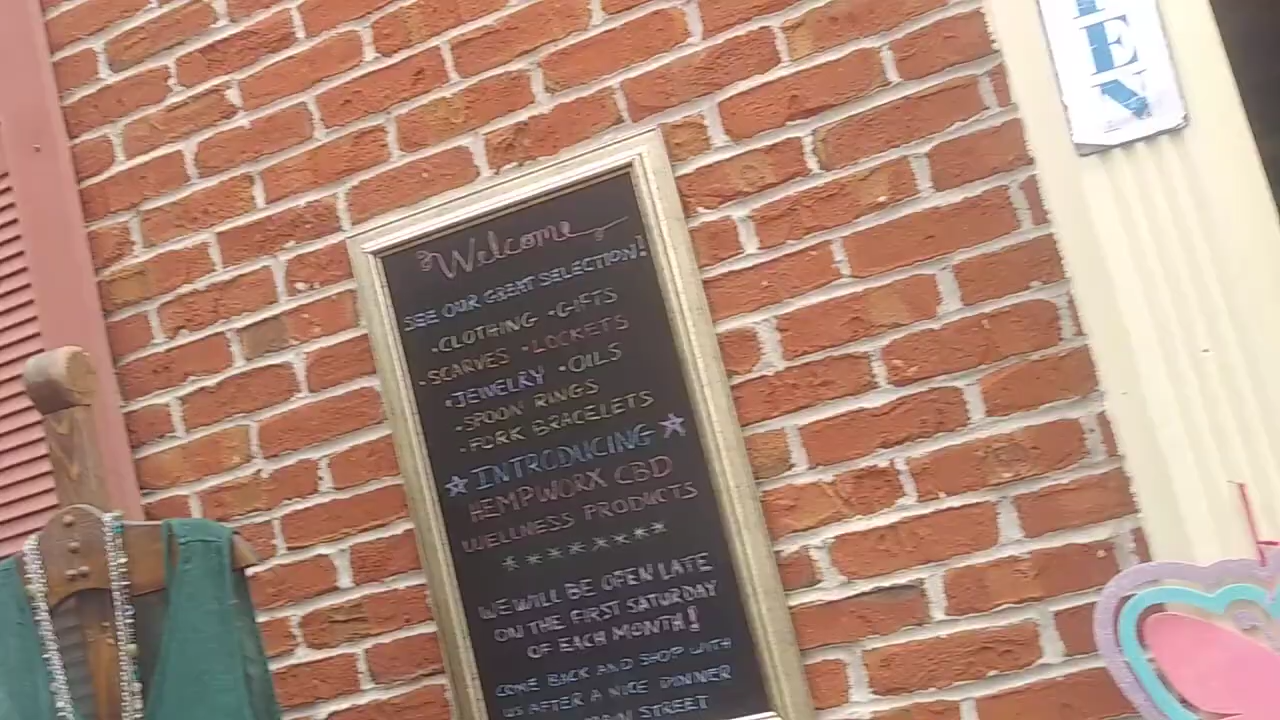 Welcome
SEE OUR GREAT SELECTION!
•CLOTHING •GIFTS
•SCARVES •LOCKETS
•JEWELRY •OILS
•SPOON RINGS
•FORK BRACELETS
☆INTRODUCING☆
HEMPWORX CBD
WELLNESS PRODUCTS
********
WE WILL BE OPEN LATE
ON THE FIRST SATURDAY
OF EACH MONTH!
COME BACK AND SHOP WITH
US AFTER A NICE DINNER
STREET
EN